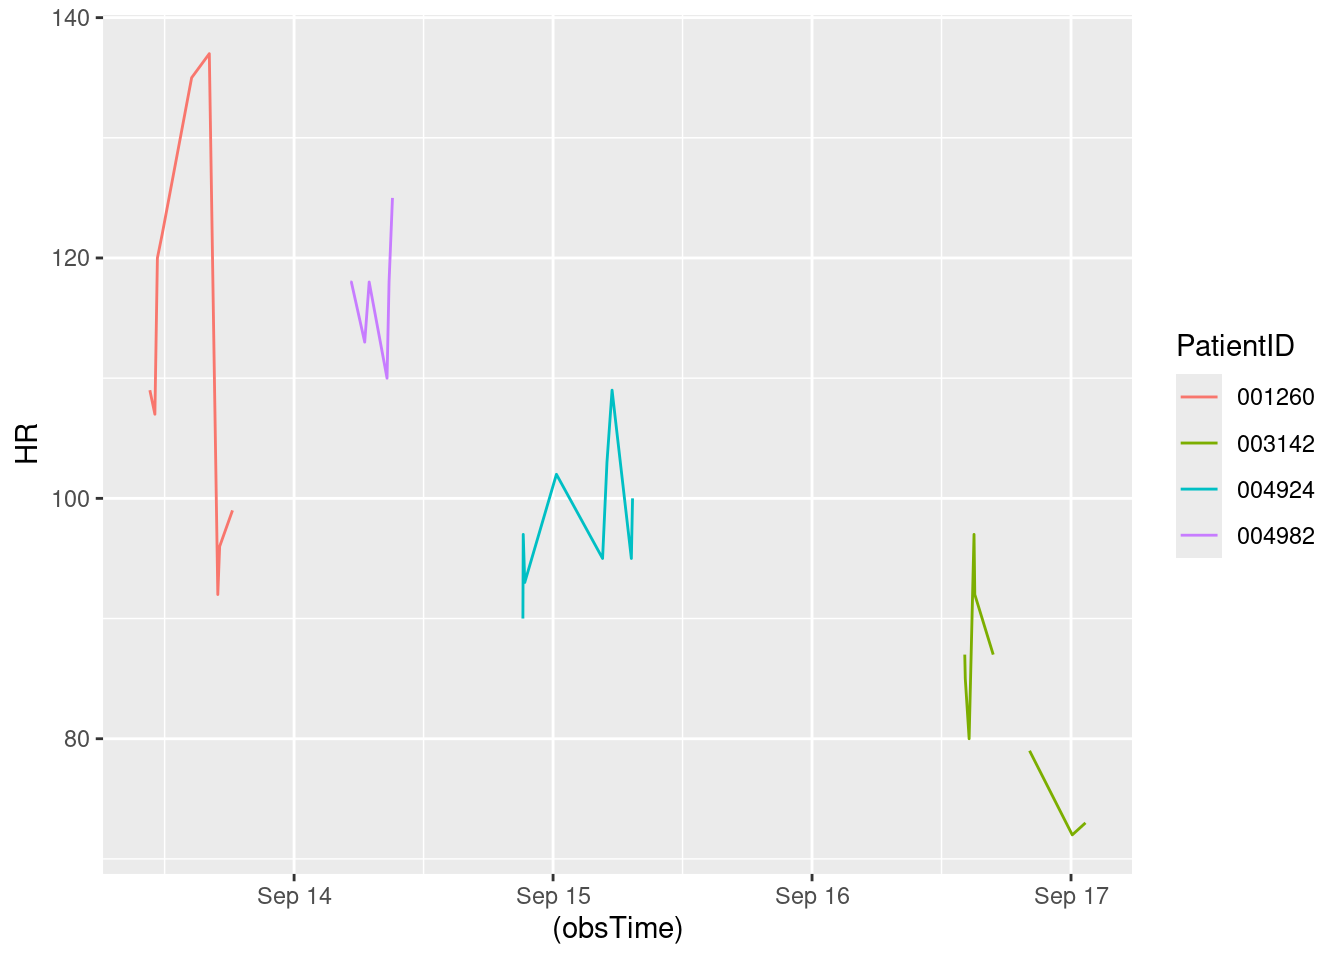 140
120
100
80
HR
Sep 14
Sep 15
Sep 16
Sep 17
(obsTime)
PatientID
001260
003142
004924
004982